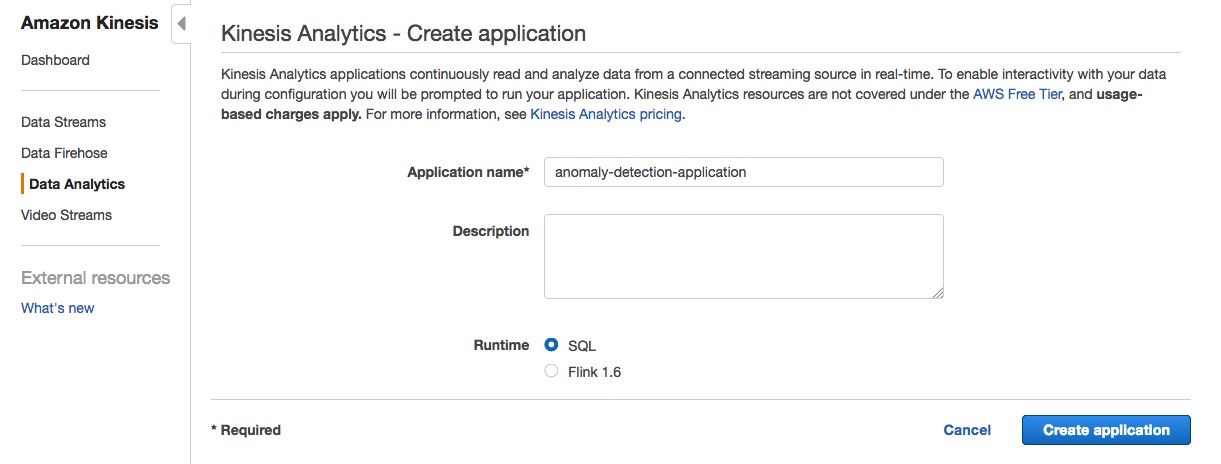 Amazon Kinesis
Dashboard
Data Streams
Data Firehose
Data Analytics
Video Streams
External resources
What's new
Kinesis Analytics - Create application
Kinesis Analytics applications continuously read and analyze data from a connected streaming source in real-time. To enable interactivity with your data
during configuration you will be prompted to run your application. Kinesis Analytics resources are not covered under the AWS Free Tier, and usage-
based charges apply. For more information, see Kinesis Analytics pricing.
Application name* anomaly-detection-application
Description
Runtime SQL
Flink 1.6
* Required Cancel Create application